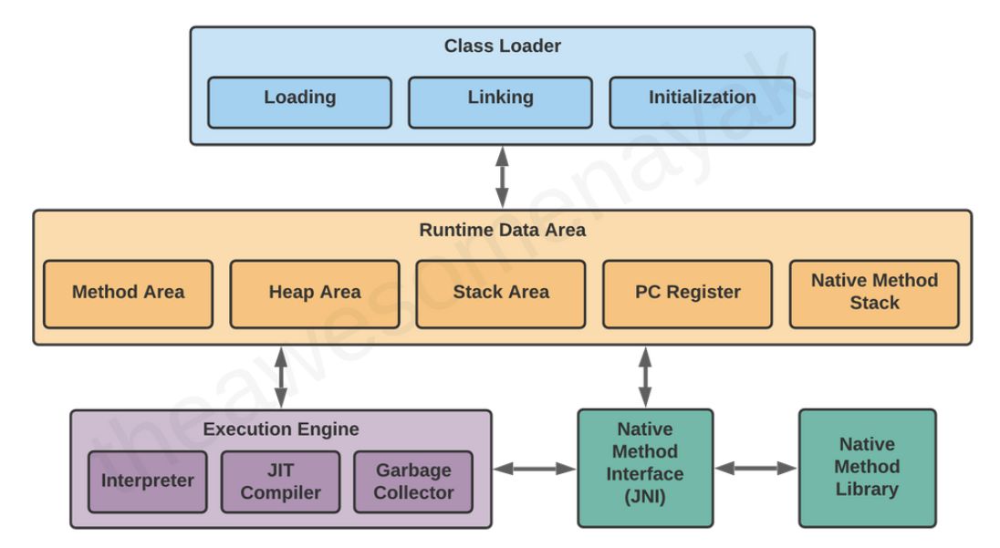 Class Loader
Loading
Linking
Initialization
Runtime Data Area
Method Area
Heap Area
Stack Area
PC Register
Native Method
Stack
Execution Engine
Interpreter
JIT
Compiler
Garbage
Collector
Native
Method
Interface
(JNI)
Native
Method
Library
theawesomenayak